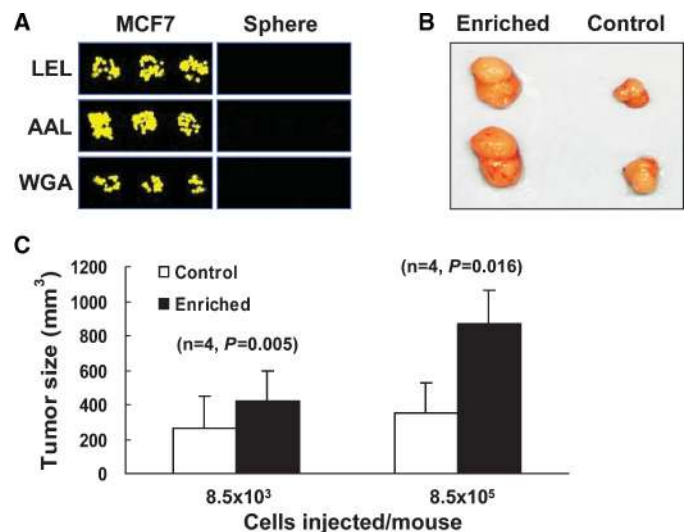 A
MCF7 Sphere
LEL
AAL
WGA
B
Enriched Control
C
Tumor size (mm³)
1200
1000
800
600
400
200
0
Control
Enriched
(n=4, P=0.005)
(n=4, P=0.016)
8.5x10³ 8.5x10⁵
Cells injected/mouse